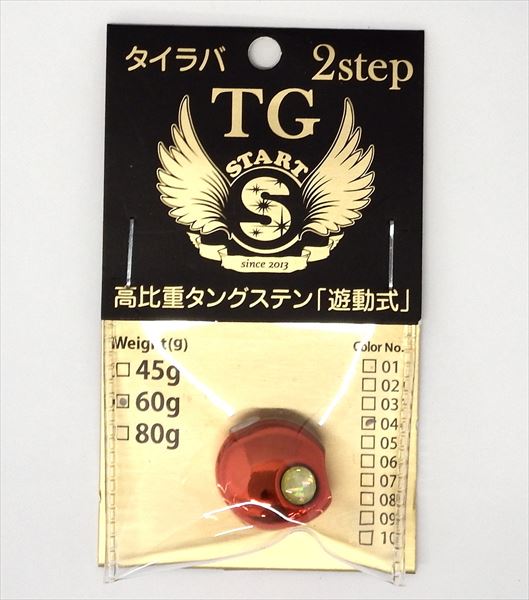 タイラバ 2step
TG
START
S
since 2013
高比重タングステン「遊動式」
Weight(g)
45g
60g
80g
Color No.
01
02
03
04
05
06
07
08
09
10